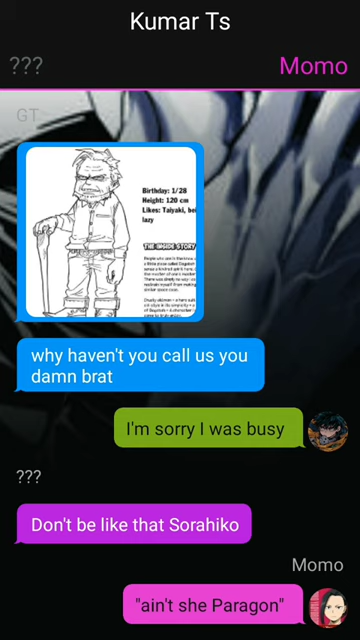 Kumar Ts
??? Momo
GT
Birthday: 1/28
Height: 120 cm
Likes: Taiyaki, bei
lazy
THE INSIDE STORY
why haven't you call us you
damn brat
I'm sorry I was busy
???
Don't be like that Sorahiko
Momo
"ain't she Paragon"